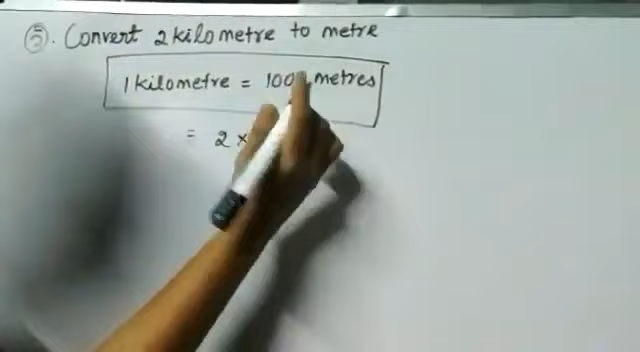 5. Convert 2 kilometre to metre
1 kilometre = 100 metres
= 2 ×